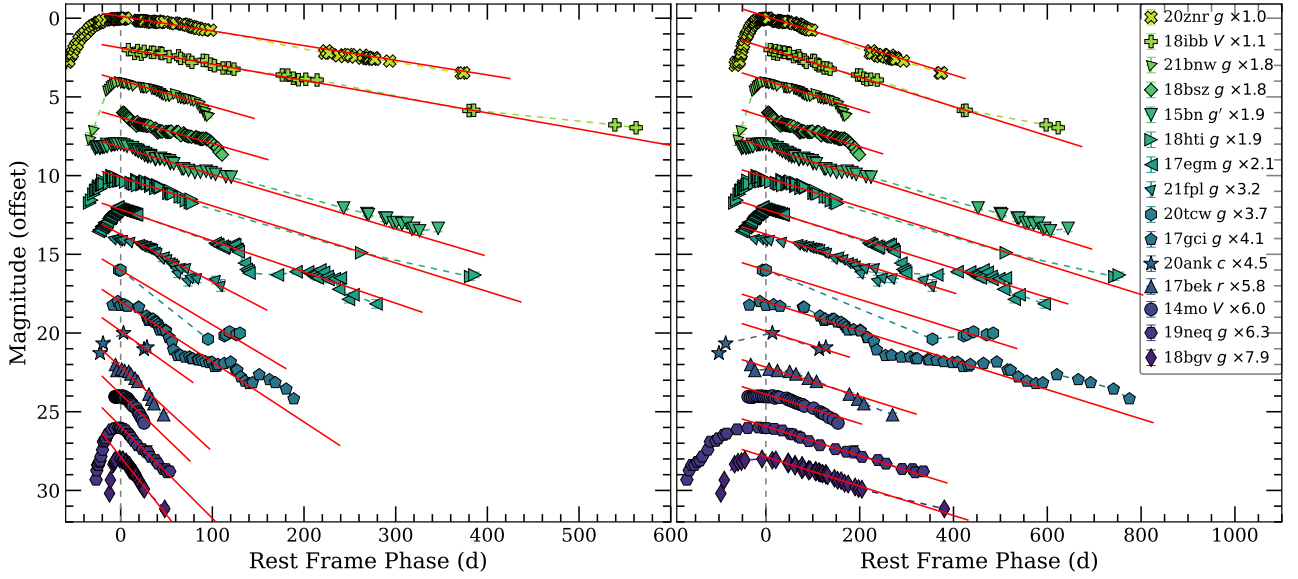 Magnitude (offset)
0
5
10
15
20
25
30
0 100 200 300 400 500 600
Rest Frame Phase (d)
0 200 400 600 800 1000
Rest Frame Phase (d)
20znr g ×1.0
18ibb V ×1.1
21bnw g ×1.8
18bsz g ×1.8
15bn g′ ×1.9
18hti g ×1.9
17egm g ×2.1
21fpl g ×3.2
20tcw g ×3.7
17gci g ×4.1
20ank c ×4.5
17bek r ×5.8
14mo V ×6.0
19neq g ×6.3
18bgv g ×7.9